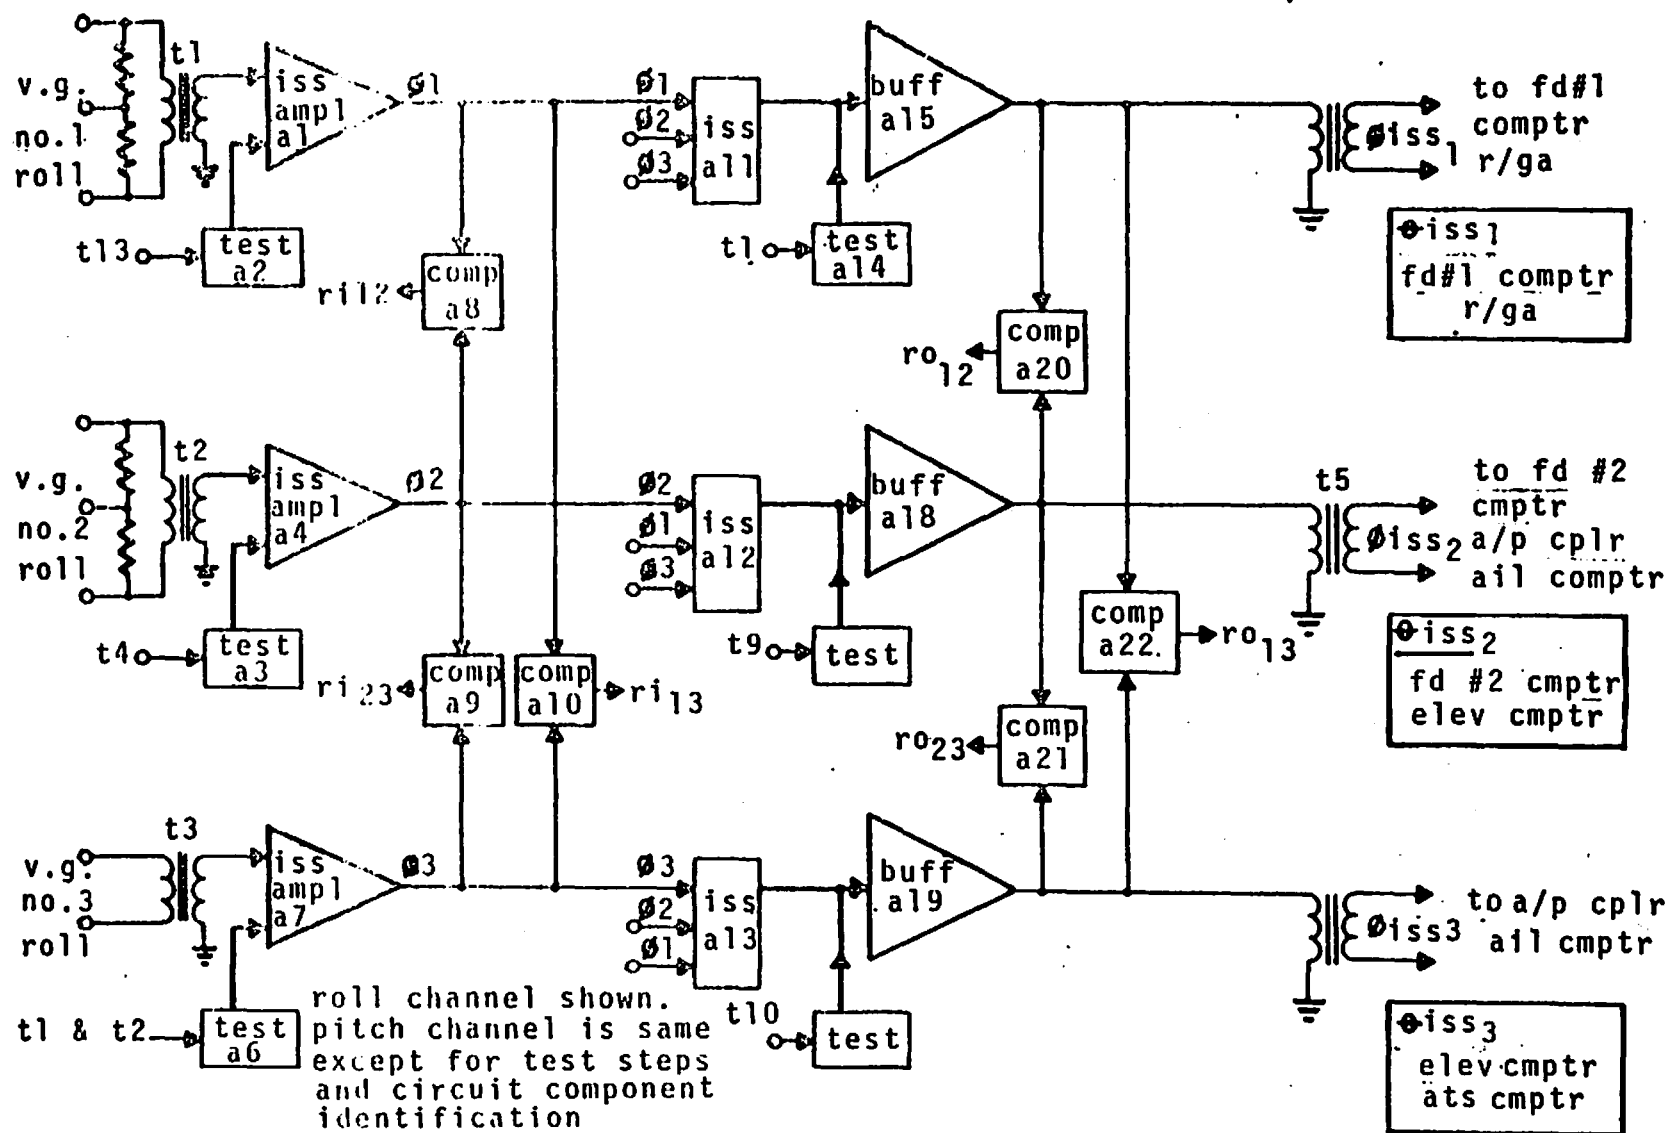 v.g.
no.1
roll
t1
iss
ampl
a1
ø1
t13
test
a2
ri12
comp
a8
ø1
ø2
ø3
iss
a11
t1
test
a14
buff
a15
ro12
comp
a20
øiss1
to fd#1
comptr
r/ga
θiss1
fd#1 comptr
r/ga
v.g.
no.2
roll
t2
iss
ampl
a4
ø2
t4
test
a3
ri23
comp
a9
comp
a10
ri13
ø2
ø1
ø3
iss
a12
t9
test
buff
a18
ro23
comp
a21
comp
a22.
ro13
t5
øiss2
to fd #2
cmptr
a/p cplr
ail comptr
θiss2
fd #2 cmptr
elev cmptr
v.g.
no.3
roll
t3
iss
ampl
a7
ø3
t1 & t2
test
a6
ø3
ø2
ø1
iss
a13
t10
test
buff
a19
øiss3
to a/p cplr
ail cmptr
θiss3
elev cmptr
ats cmptr
roll channel shown.
pitch channel is same
except for test steps
and circuit component
identification